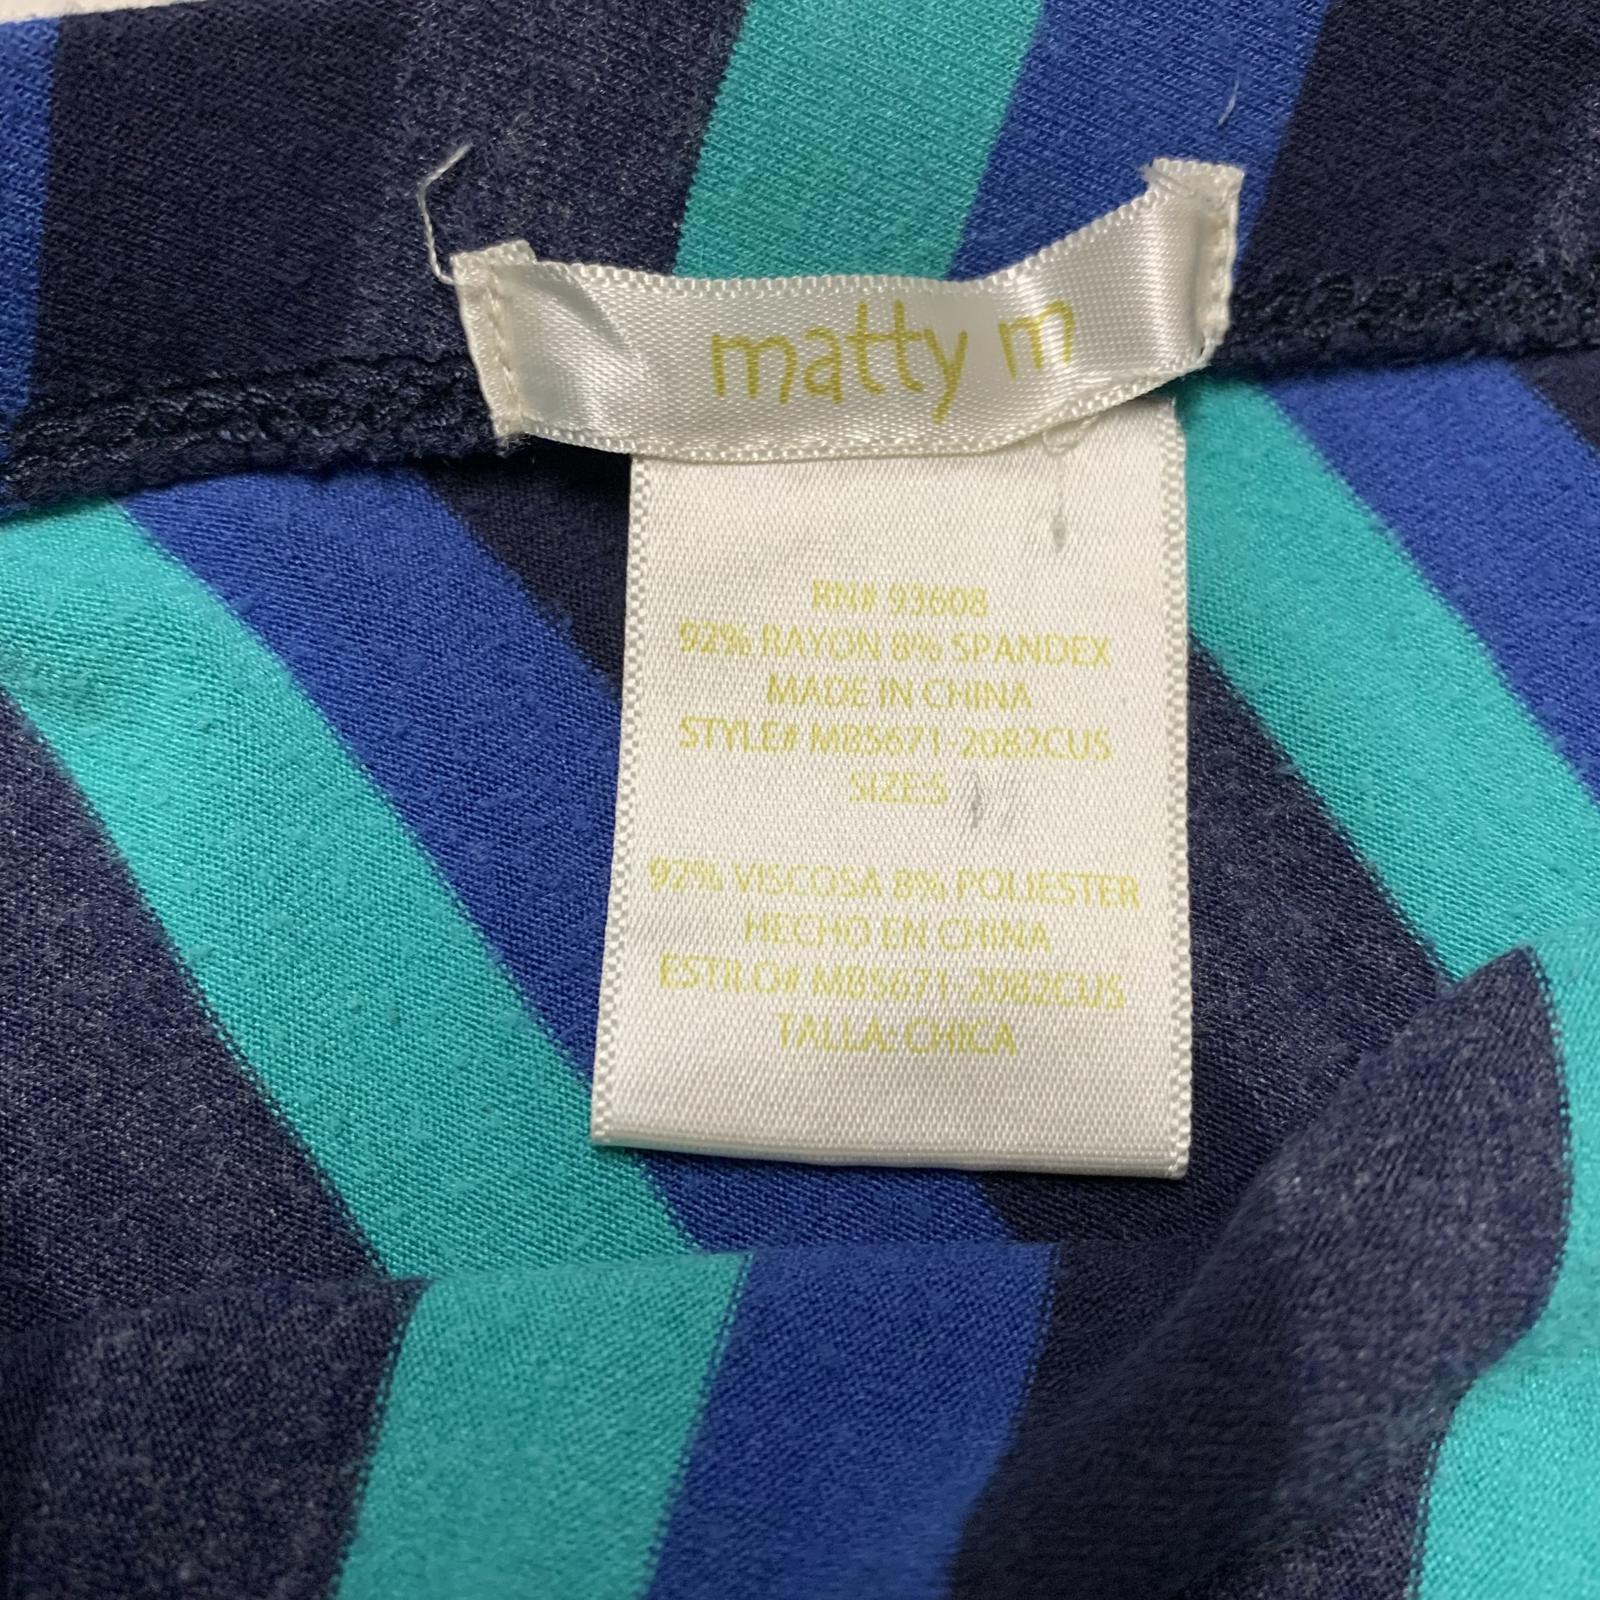 matty m
RN# 93608
92% RAYON 8% SPANDEX
MADE IN CHINA
STYLE# MB5671-2082CUS
SIZE:S
92% VISCOSA 8% POLIESTER
HECHO EN CHINA
ESTILO# MB5671-2082CUS
TALLA: CHICA